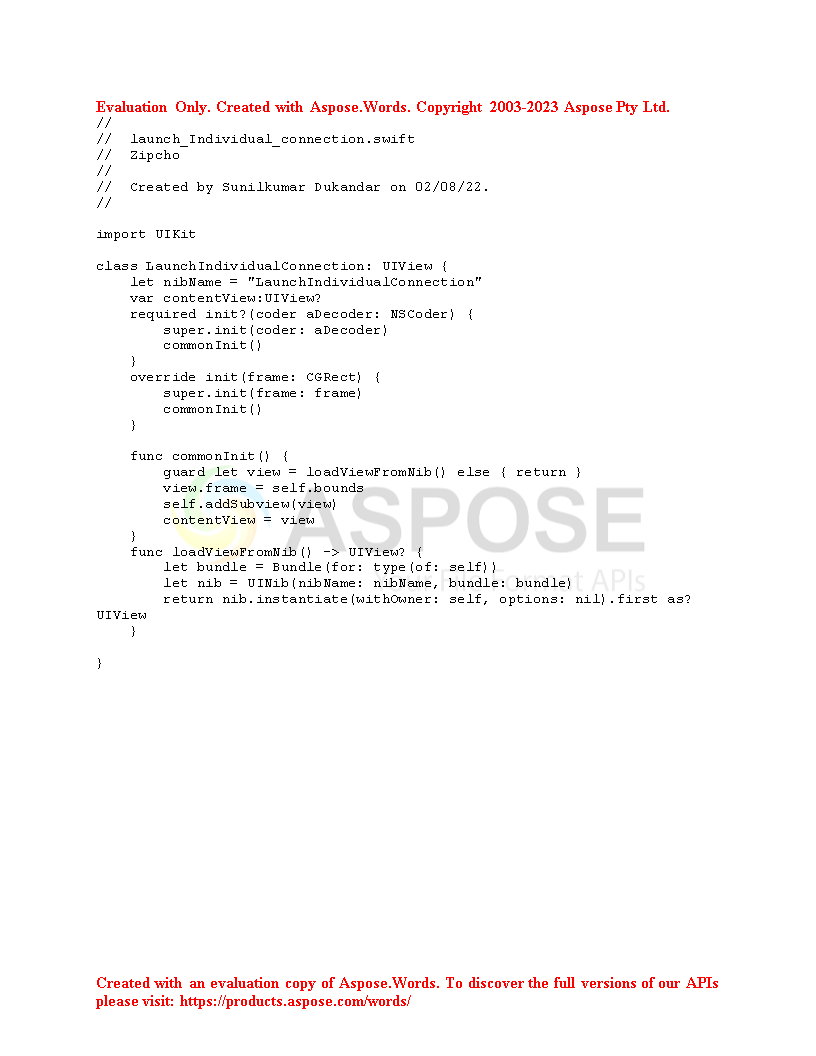 Evaluation Only. Created with Aspose.Words. Copyright 2003-2023 Aspose Pty Ltd.
//
//  launch_Individual_connection.swift
//  Zipcho
//
//  Created by Sunilkumar Dukandar on 02/08/22.
//
import UIKit
class LaunchIndividualConnection: UIView {
    let nibName = "LaunchIndividualConnection"
    var contentView:UIView?
    required init?(coder aDecoder: NSCoder) {
        super.init(coder: aDecoder)
        commonInit()
    }
    override init(frame: CGRect) {
        super.init(frame: frame)
        commonInit()
    }
    func commonInit() {
        guard let view = loadViewFromNib() else { return }
        view.frame = self.bounds
        self.addSubview(view)
        contentView = view
    }
    func loadViewFromNib() -> UIView? {
        let bundle = Bundle(for: type(of: self))
        let nib = UINib(nibName: nibName, bundle: bundle)
        return nib.instantiate(withOwner: self, options: nil).first as?
UIView
    }
}
ASPOSE
File Format APIs
Created with an evaluation copy of Aspose.Words. To discover the full versions of our APIs
please visit: https://products.aspose.com/words/